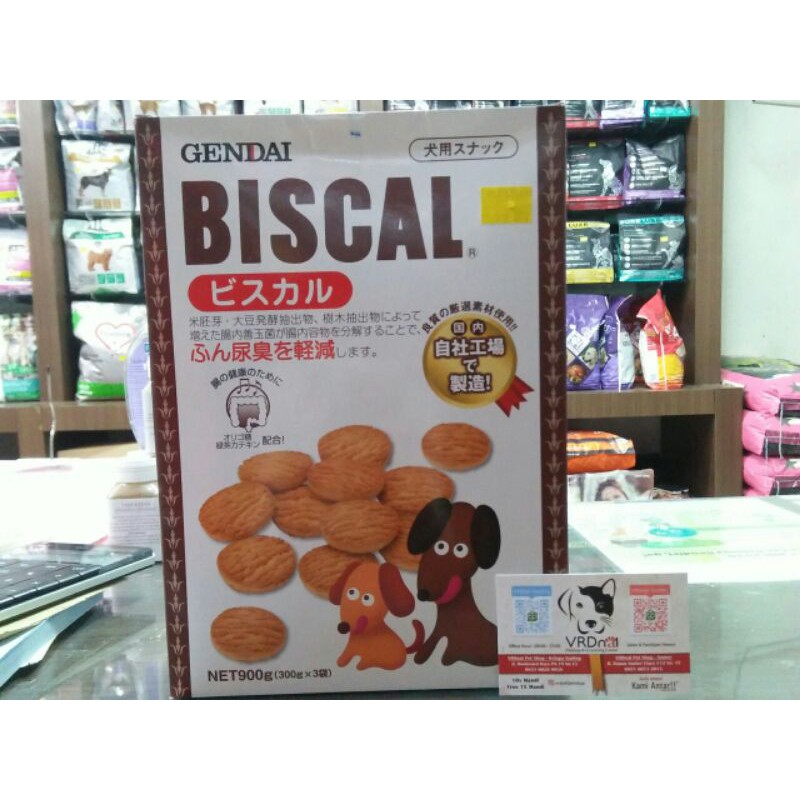 GENDAI
犬用スナック
BISCAL®
ビスカル
米胚芽・大豆発酵抽出物、樹木抽出物によって
増えた腸内善玉菌が腸内容物を分解することで、
ふん尿臭を軽減します。
良質の厳選素材使用!!
国内
自社工場
で
製造!
腸の健康のために
オリゴ糖
緑茶カテキン
配合!
NET900g(300g×3袋)
VRDnal
Kami Antar!!